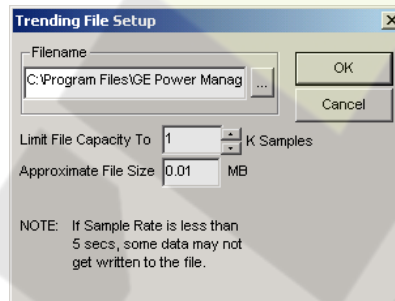 Trending File Setup
Filename
C:\Program Files\GE Power Manag
...
OK
Cancel
Limit File Capacity To 1 K Samples
Approximate File Size 0.01 MB
NOTE: If Sample Rate is less than
5 secs, some data may not
get written to the file.